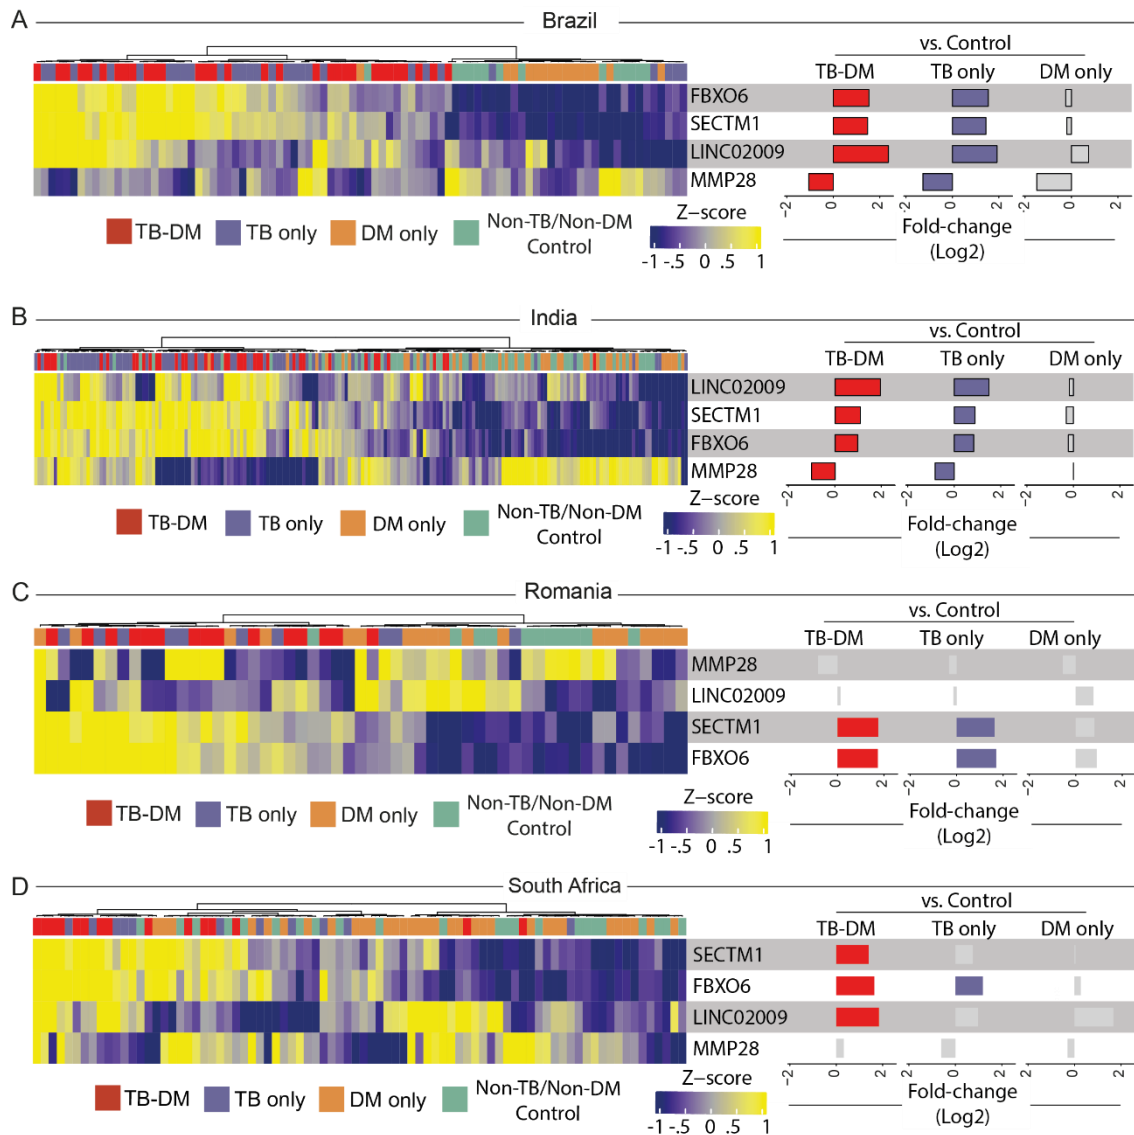 A
Brazil
vs. Control
TB-DM TB only DM only
FBXO6
SECTM1
LINC02009
MMP28
-2 0 2 -2 0 2 -2 0 2
Fold-change
(Log2)
TB-DM TB only DM only Non-TB/Non-DM
Control
Z-score
-1 -.5 0 .5 1
B
India
vs. Control
TB-DM TB only DM only
LINC02009
SECTM1
FBXO6
MMP28
-2 0 2 -2 0 2 -2 0 2
Fold-change
(Log2)
TB-DM TB only DM only Non-TB/Non-DM
Control
Z-score
-1 -.5 0 .5 1
C
Romania
vs. Control
TB-DM TB only DM only
MMP28
LINC02009
SECTM1
FBXO6
-2 0 2 -2 0 2 -2 0 2
Fold-change
(Log2)
TB-DM TB only DM only Non-TB/Non-DM
Control
Z-score
-1 -.5 0 .5 1
D
South Africa
vs. Control
TB-DM TB only DM only
SECTM1
FBXO6
LINC02009
MMP28
-2 0 2 -2 0 2 -2 0 2
Fold-change
(Log2)
TB-DM TB only DM only Non-TB/Non-DM
Control
Z-score
-1 -.5 0 .5 1